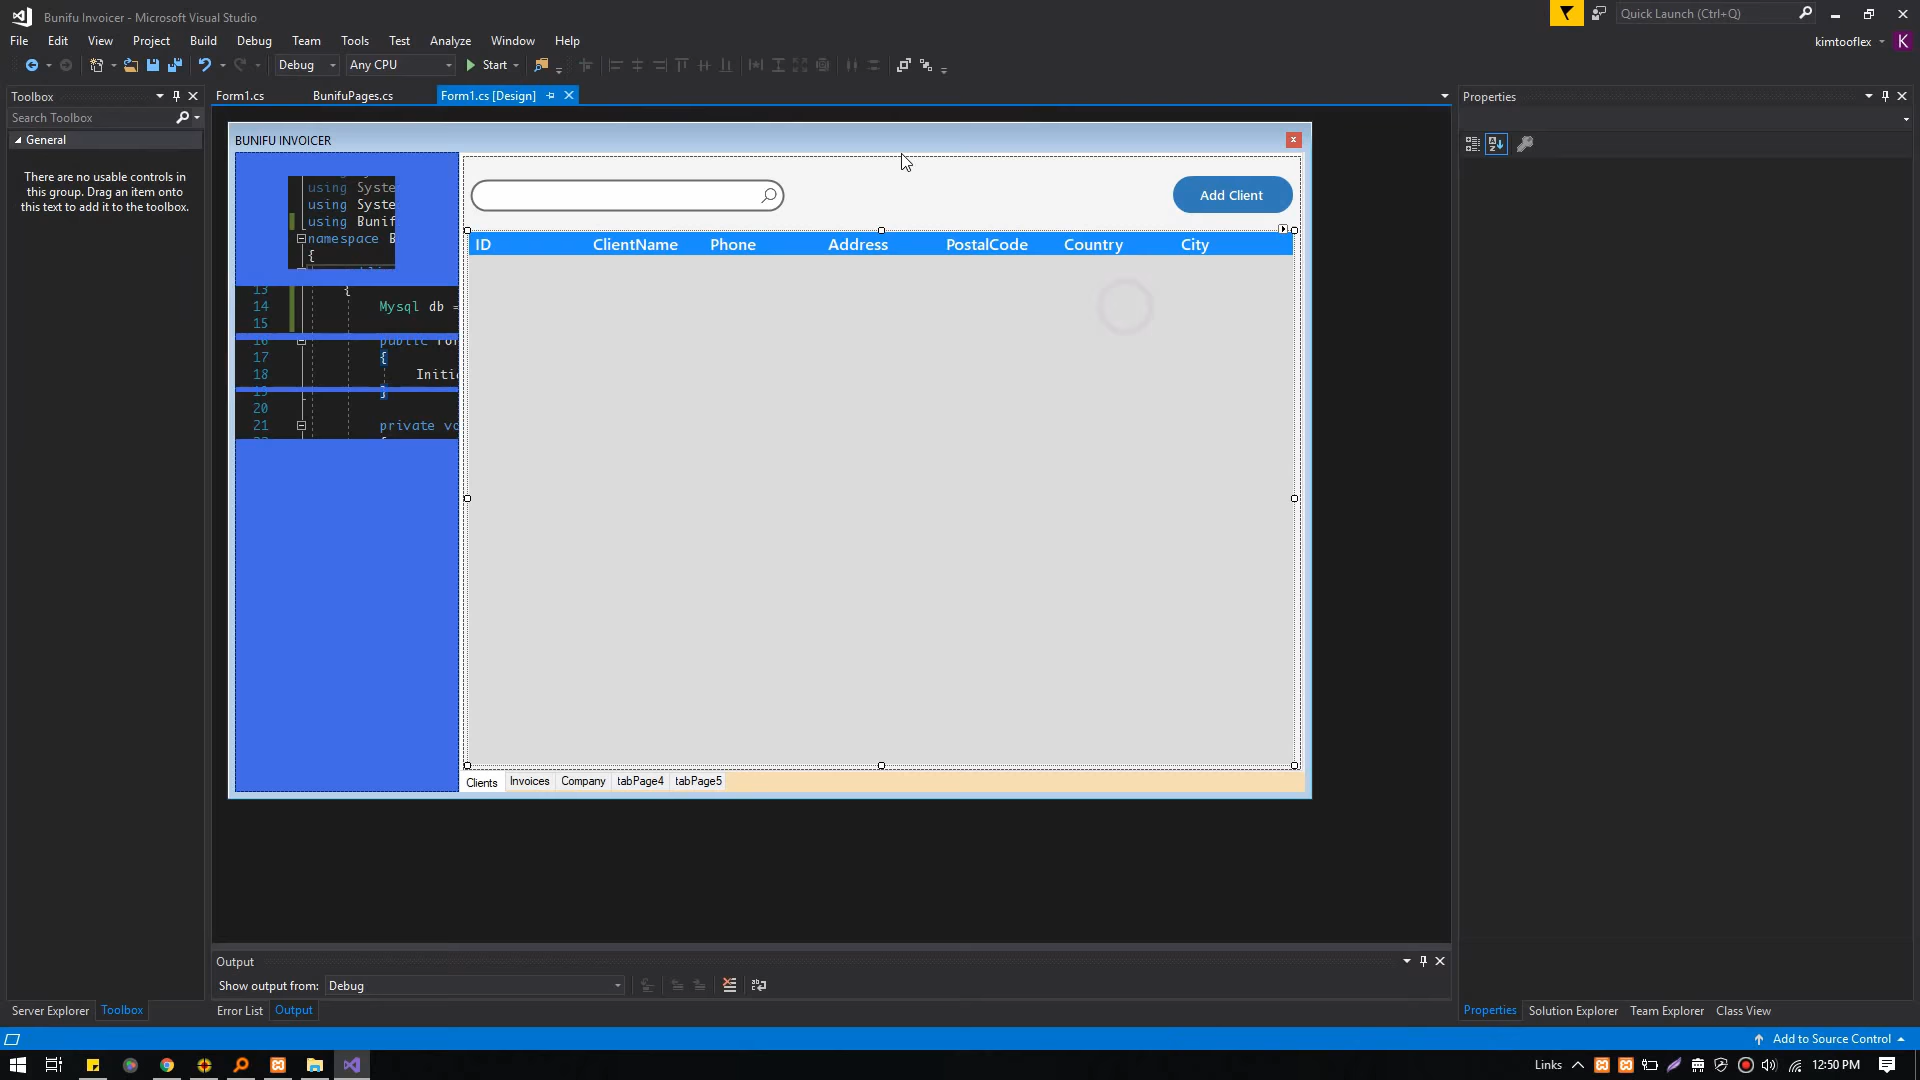 Bunifu Invoicer - Microsoft Visual Studio
Quick Launch (Ctrl+Q)
File Edit View Project Build Debug Team Tools Test Analyze Window Help
kimtooflex K
Debug Any CPU Start
Toolbox
Form1.cs BunifuPages.cs Form1.cs [Design]
Properties
Search Toolbox
General
There are no usable controls in
this group. Drag an item onto
this text to add it to the toolbox.
BUNIFU INVOICER
using Syste
using Syste
using Bunif
namespace B
{
Add Client
ID ClientName Phone Address PostalCode Country City
13 {
14 Mysql db =
15
16 public For
17 {
18 Initi
19 }
20
21 private vo
Clients Invoices Company tabPage4 tabPage5
Output
Show output from: Debug
Server Explorer Toolbox
Error List Output
Properties Solution Explorer Team Explorer Class View
Add to Source Control
Links 12:50 PM